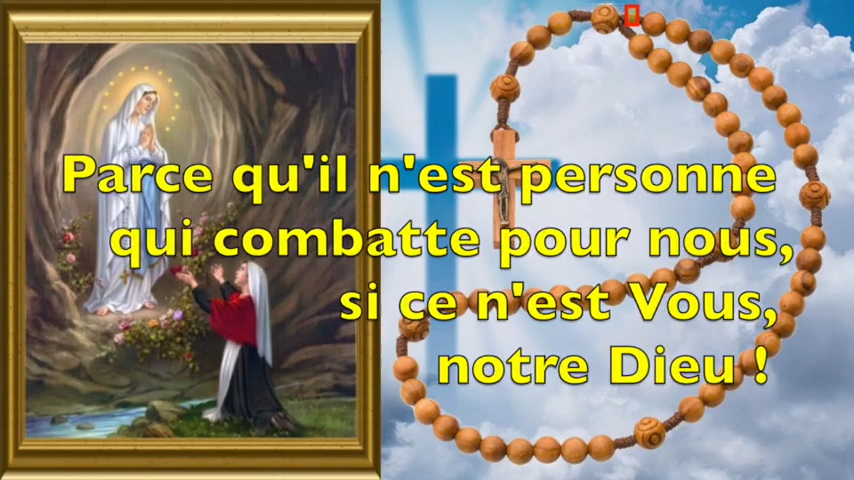 Parce qu'il n'est personne
qui combatte pour nous,
si ce n'est Vous,
notre Dieu !